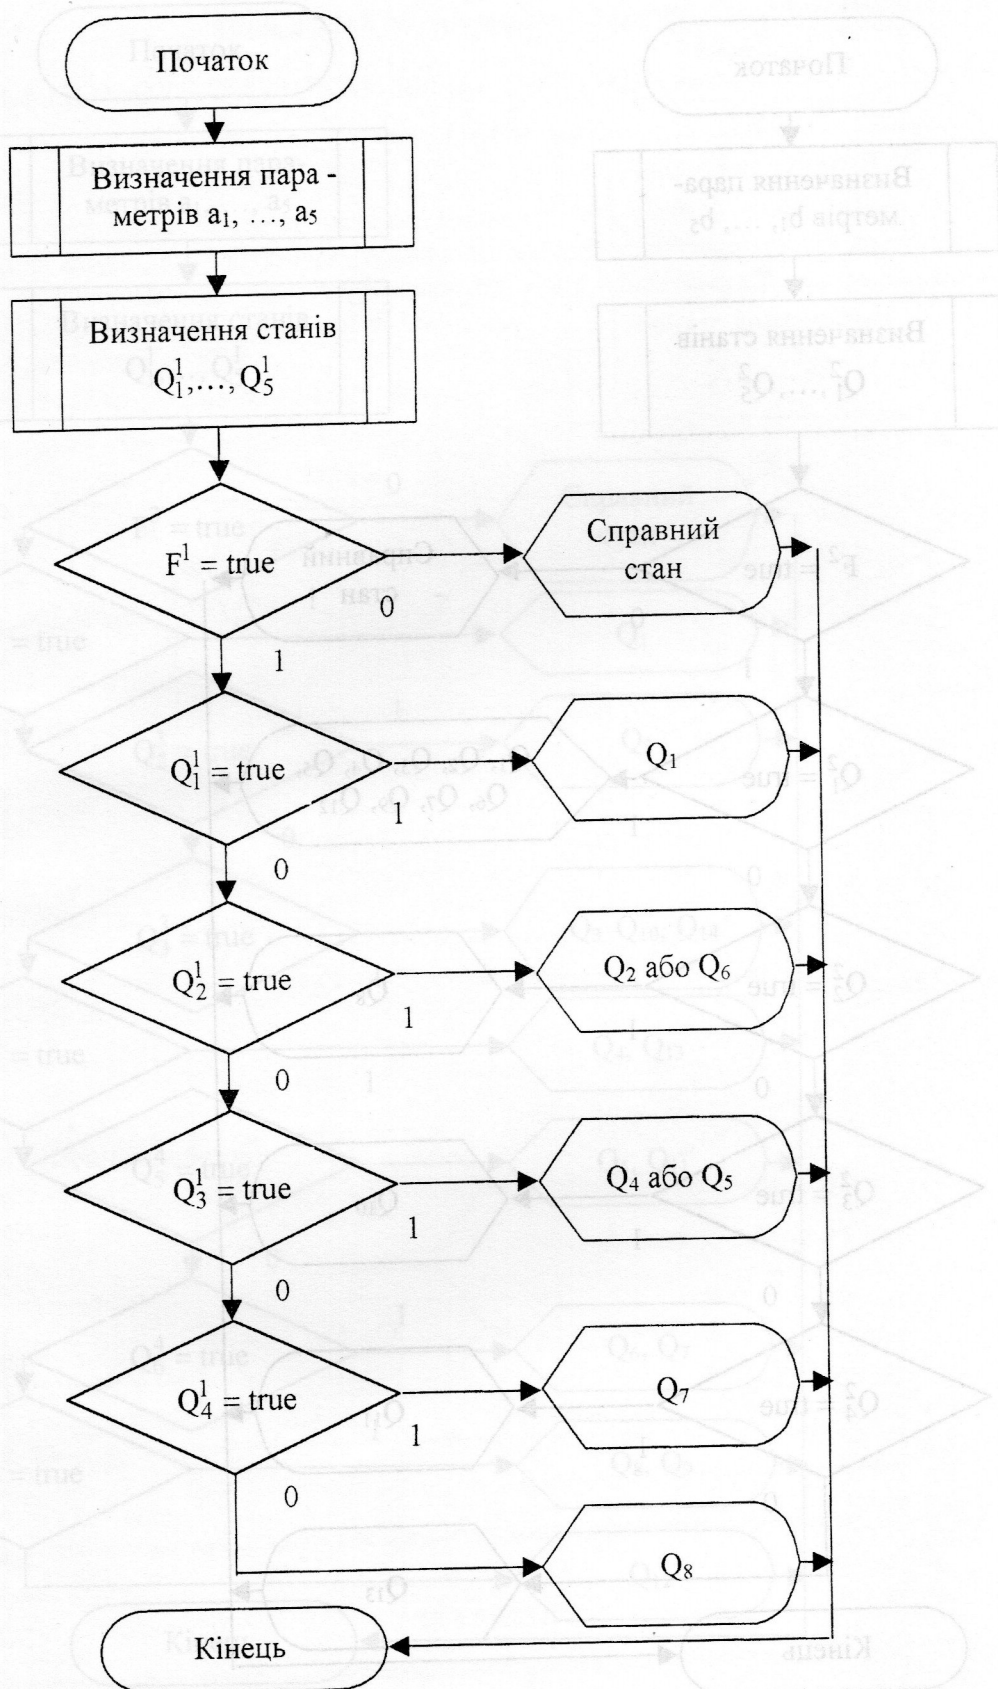 Початок
Визначення пара -
метрів a₁, …, a₅
Визначення станів
Q₁¹,…, Q₅¹
F¹ = true
0
Справний
стан
1
Q₁¹ = true
1
Q₁
0
Q₂¹ = true
1
Q₂ або Q₆
0
Q₃¹ = true
1
Q₄ або Q₅
0
Q₄¹ = true
1
Q₇
0
Q₈
Кінець